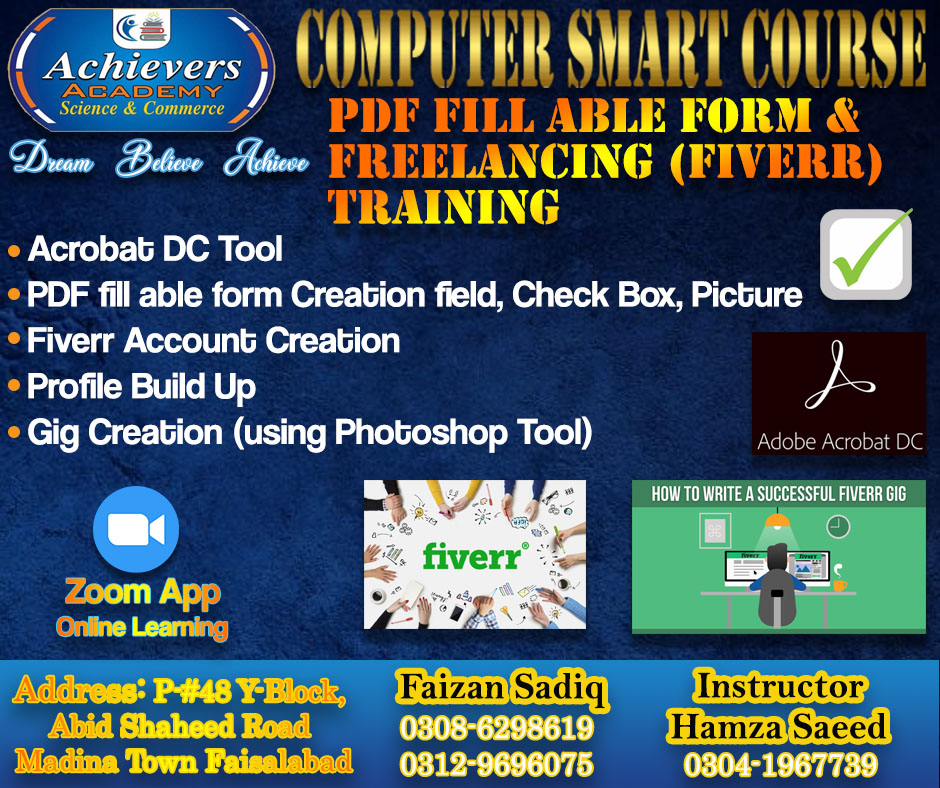 Achievers
ACADEMY
Science & Commerce
Dream Believe Achieve
COMPUTER SMART COURSE
PDF FILL ABLE FORM &
FREELANCING (FIVERR)
TRAINING
• Acrobat DC Tool
• PDF fill able form Creation field, Check Box, Picture
• Fiverr Account Creation
• Profile Build Up
• Gig Creation (using Photoshop Tool)
Adobe Acrobat DC
Zoom App
Online Learning
fiverr®
HOW TO WRITE A SUCCESSFUL FIVERR GIG
fiverr
fiverr
Address: P-#48 Y-Block,
Abid Shaheed Road
Madina Town Faisalabad
Faizan Sadiq
0308-6298619
0312-9696075
Instructor
Hamza Saeed
0304-1967739